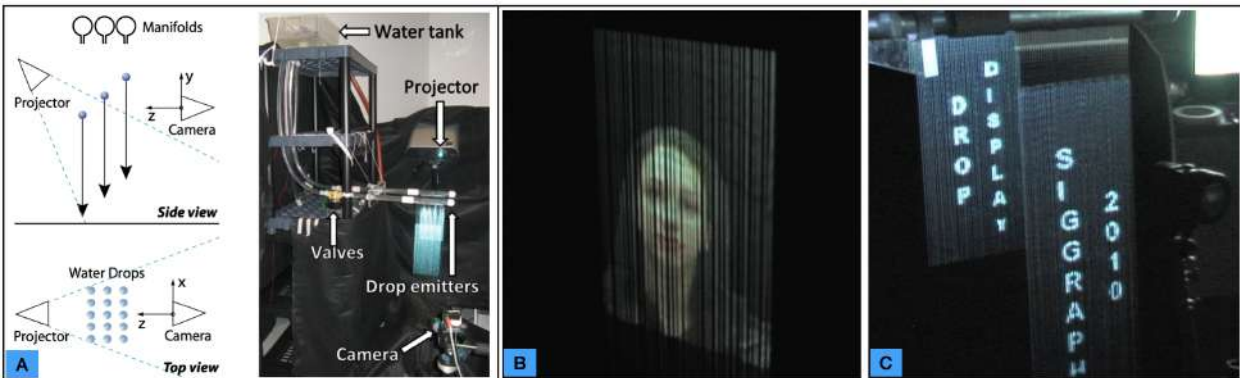 Manifolds
y
Projector
z
Camera
Side view
Water Drops
x
z
Projector
Camera
Top view
A
Water tank
Projector
Valves
Drop emitters
Camera
B
DROP
DISPLAY
SIGGRAPH
2010
C